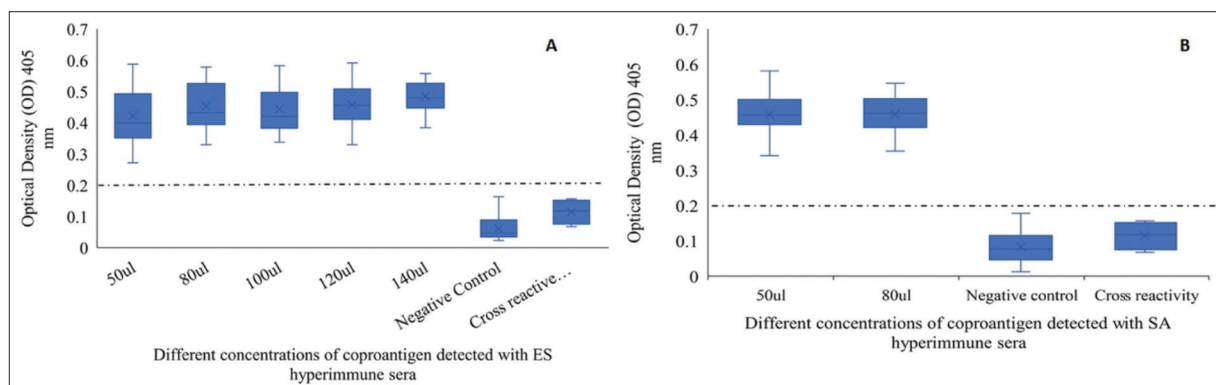 A
Optical Density (OD) 405
nm
0.7
0.6
0.5
0.4
0.3
0.2
0.1
0
50ul
80ul
100ul
120ul
140ul
Negative Control
Cross reactive…
Different concentrations of coproantigen detected with ES
hyperimmune sera
B
Optical Density (OD) 405
nm
0.7
0.6
0.5
0.4
0.3
0.2
0.1
0
50ul
80ul
Negative control
Cross reactivity
Different concentrations of coproantigen detected with SA
hyperimmune sera